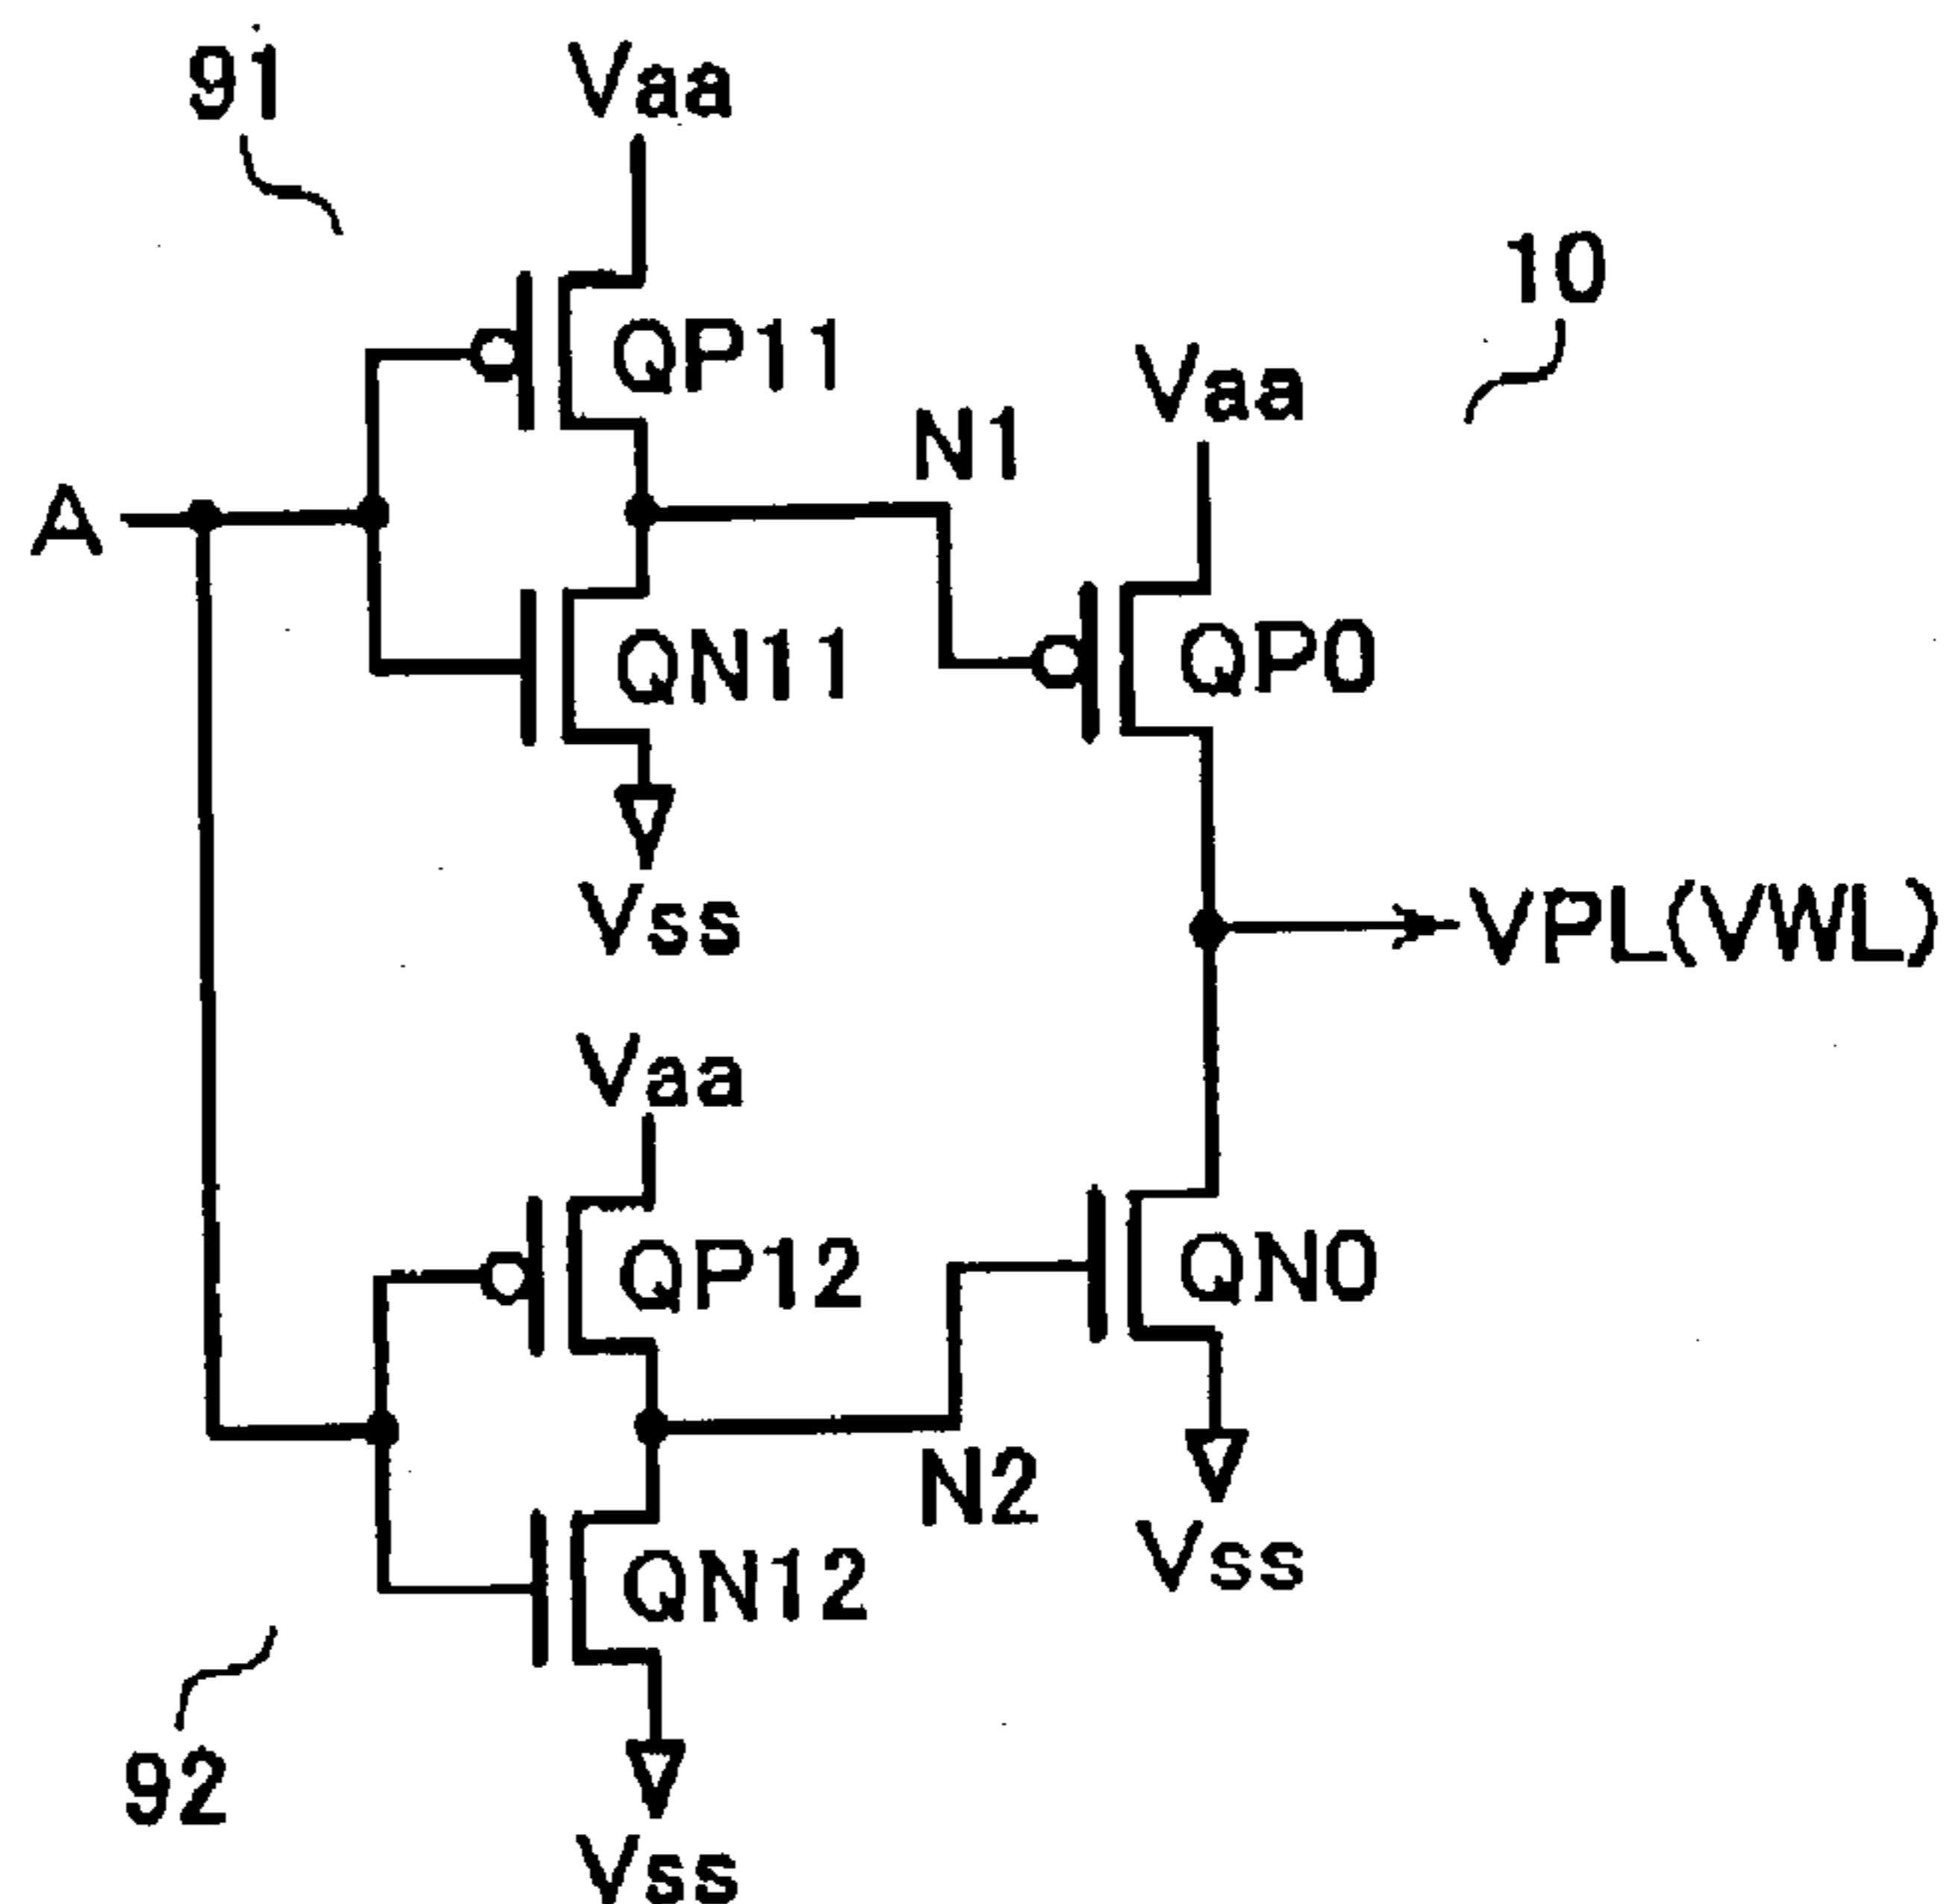 91
Vaa
10
QP11
Vaa
N1
A
QN11
QP0
Vss
VPL(VWL)
Vaa
QP12
QN0
N2
Vss
QN12
92
Vss